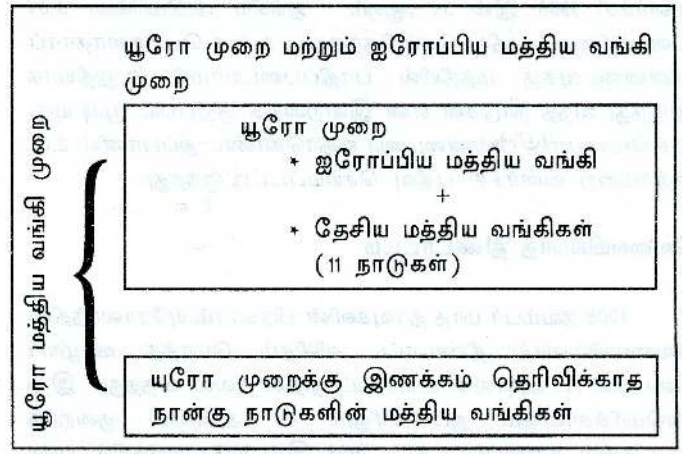 யூரோ முறை மற்றும் ஐரோப்பிய மத்திய வங்கி
முறை
யூரோ மத்திய வங்கி முறை
யூரோ முறை
* ஐரோப்பிய மத்திய வங்கி
+
* தேசிய மத்திய வங்கிகள்
(11 நாடுகள்)
யூரோ முறைக்கு இணக்கம் தெரிவிக்காத
நான்கு நாடுகளின் மத்திய வங்கிகள்